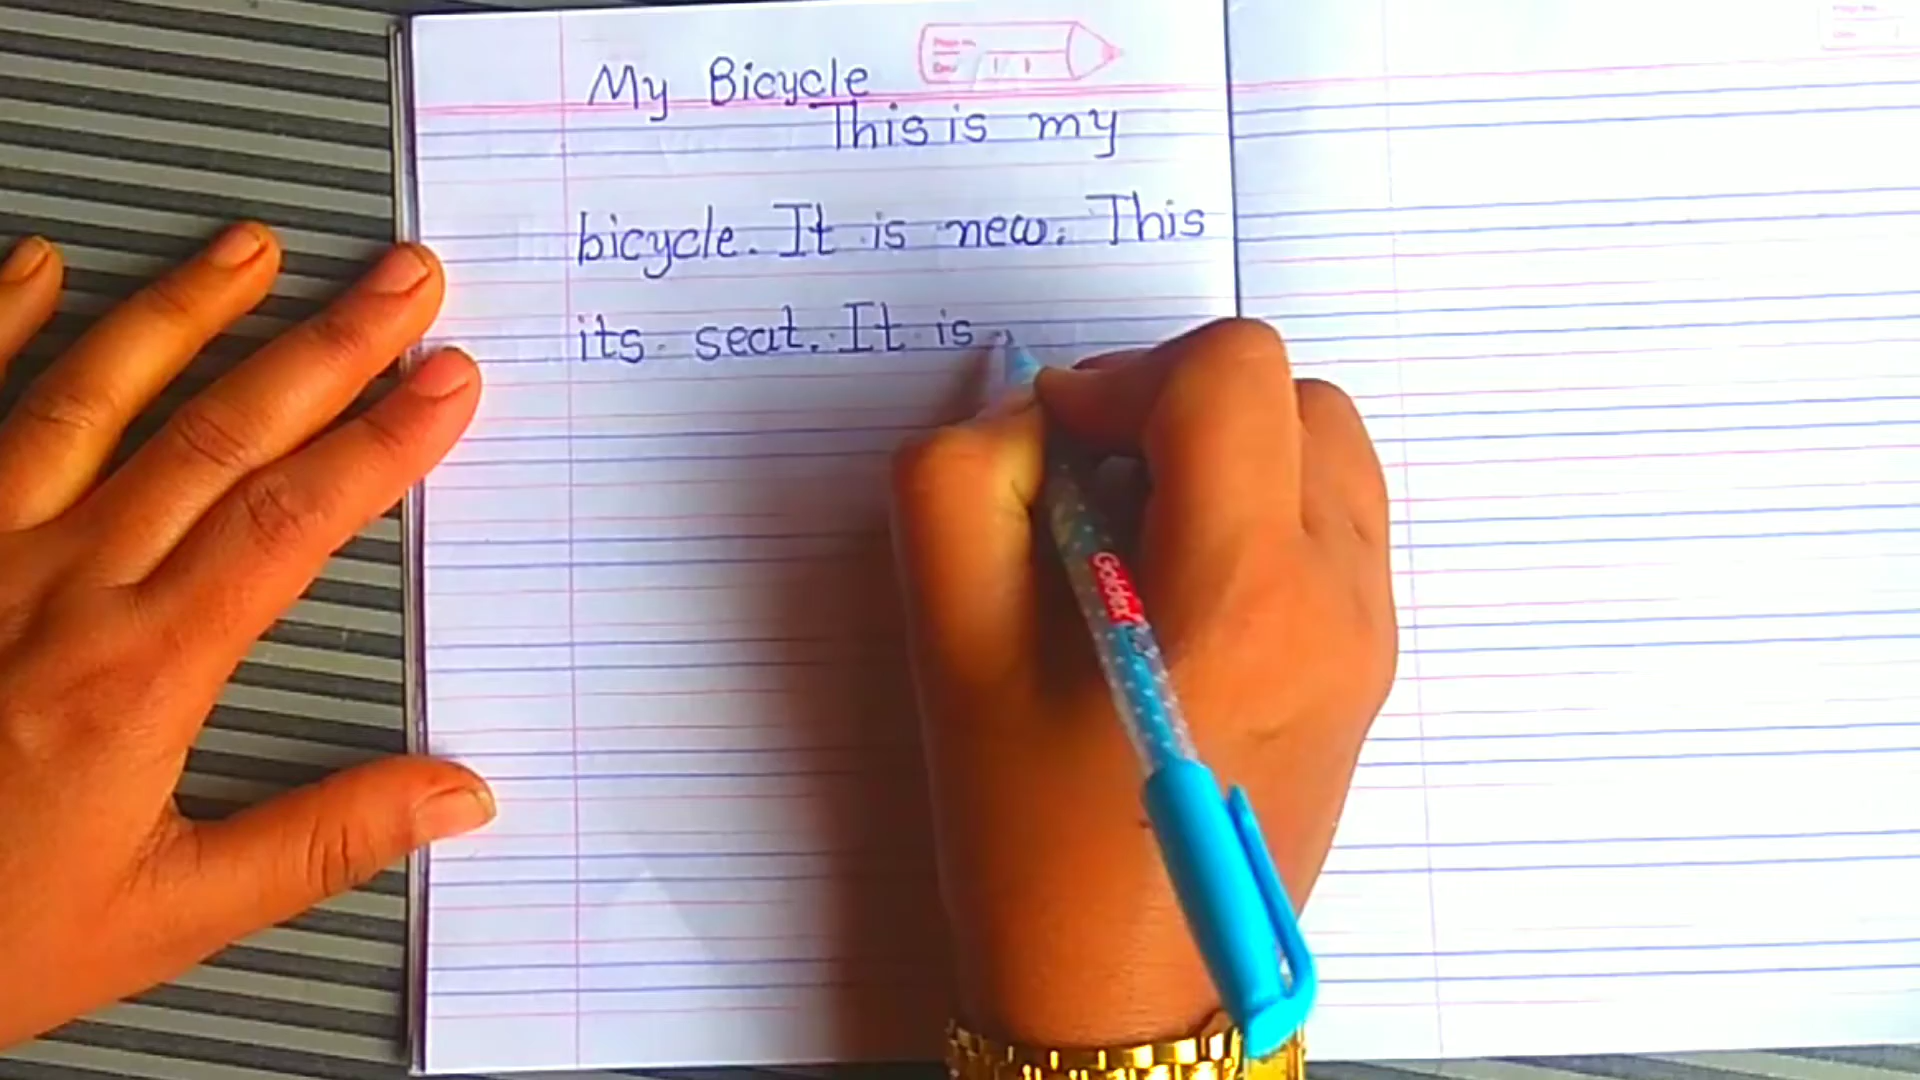 My Bicycle
This is my
bicycle. It is new. This
its seat. It is
Goldex